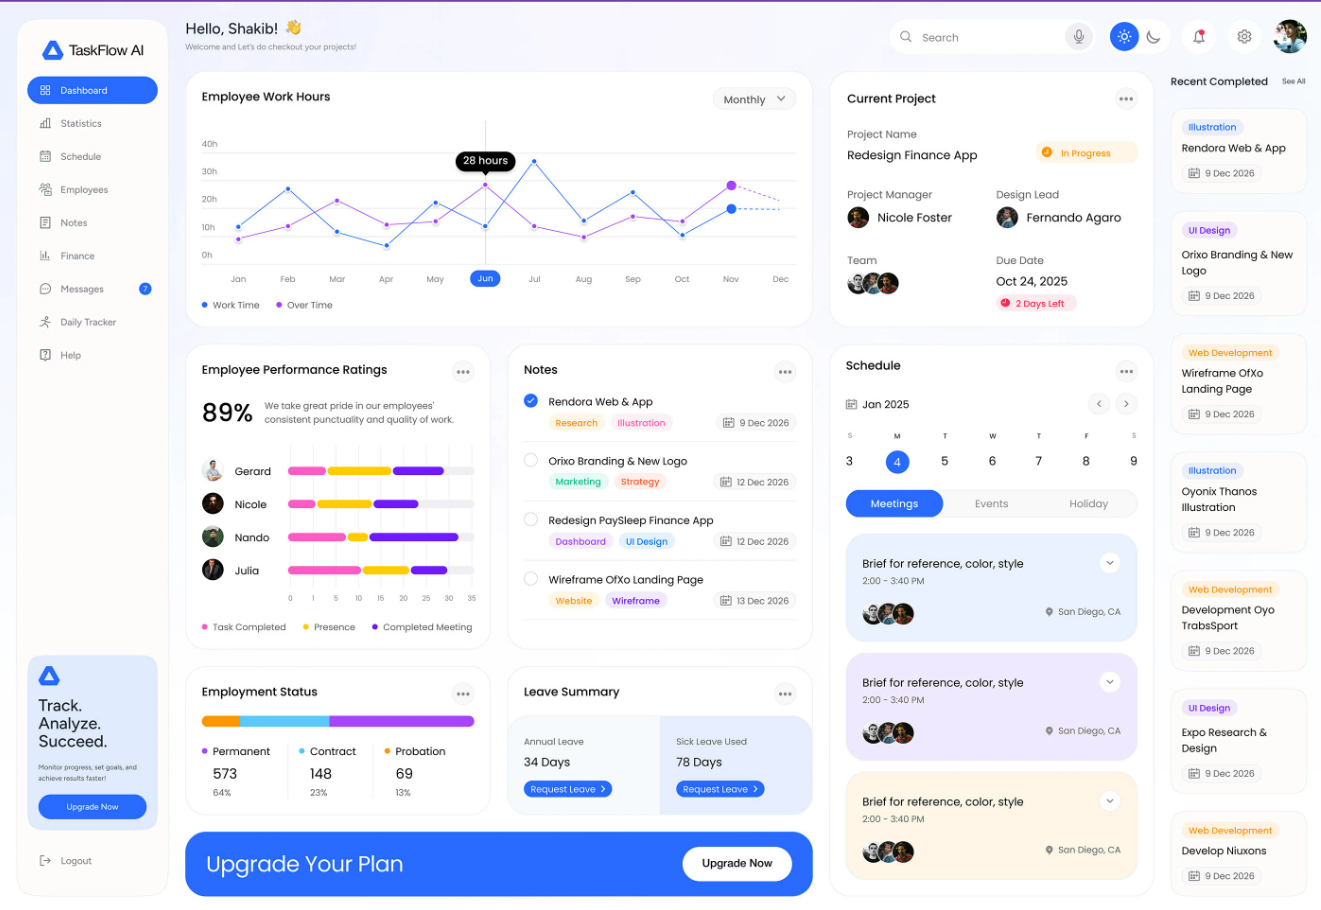 TaskFlow AI
Dashboard
Statistics
Schedule
Employees
Notes
Finance
Messages
7
Daily Tracker
Help
Track.
Analyze.
Succeed.
Monitor progress, set goals, and
achieve results faster!
Upgrade Now
Logout
Hello, Shakib! 👋
Welcome and Let's do checkout your projects!
Search
Employee Work Hours
Monthly
40h
30h
20h
10h
0h
28 hours
Jan Feb Mar Apr May Jun Jul Aug Sep Oct Nov Dec
Work Time Over Time
Current Project
Project Name
Redesign Finance App
In Progress
Project Manager
Nicole Foster
Design Lead
Fernando Agaro
Team
Due Date
Oct 24, 2025
2 Days Left
Employee Performance Ratings
89%
We take great pride in our employees'
consistent punctuality and quality of work.
Gerard
Nicole
Nando
Julia
0 1 5 10 15 20 25 30 35
Task Completed Presence Completed Meeting
Notes
Rendora Web & App
Research Illustration 9 Dec 2026
Orixo Branding & New Logo
Marketing Strategy 12 Dec 2026
Redesign PaySleep Finance App
Dashboard UI Design 12 Dec 2026
Wireframe OfXo Landing Page
Website Wireframe 13 Dec 2026
Employment Status
Permanent Contract Probation
573 148 69
64% 23% 13%
Leave Summary
Annual Leave
34 Days
Request Leave >
Sick Leave Used
78 Days
Request Leave >
Upgrade Your Plan
Upgrade Now
Schedule
Jan 2025
S M T W T F S
3 4 5 6 7 8 9
Meetings Events Holiday
Brief for reference, color, style
2:00 - 3:40 PM
San Diego, CA
Brief for reference, color, style
2:00 - 3:40 PM
San Diego, CA
Brief for reference, color, style
2:00 - 3:40 PM
San Diego, CA
Recent Completed See All
Illustration
Rendora Web & App
9 Dec 2026
UI Design
Orixo Branding & New
Logo
9 Dec 2026
Web Development
Wireframe OfXo
Landing Page
9 Dec 2026
Illustration
Oyonix Thanos
Illustration
9 Dec 2026
Web Development
Development Oyo
TrabsSport
9 Dec 2026
UI Design
Expo Research &
Design
9 Dec 2026
Web Development
Develop Niuxons
9 Dec 2026